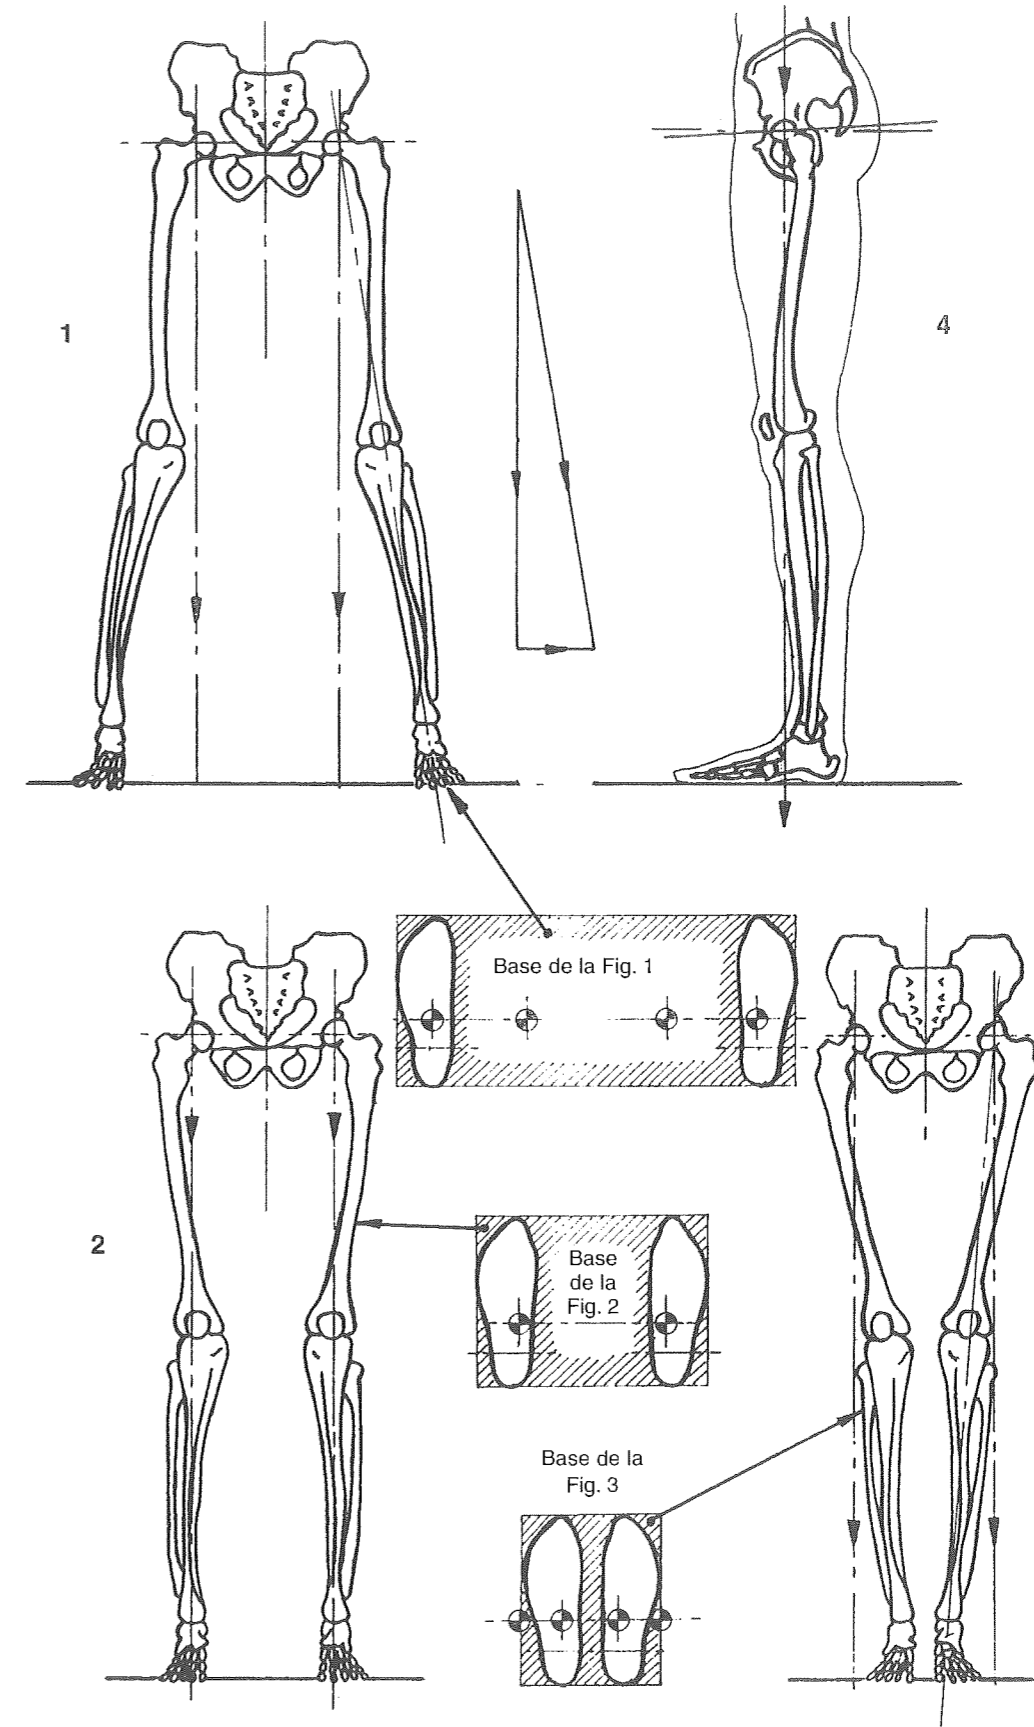 1
4
Base de la Fig. 1
2
Base
de la
Fig. 2
Base de la
Fig. 3